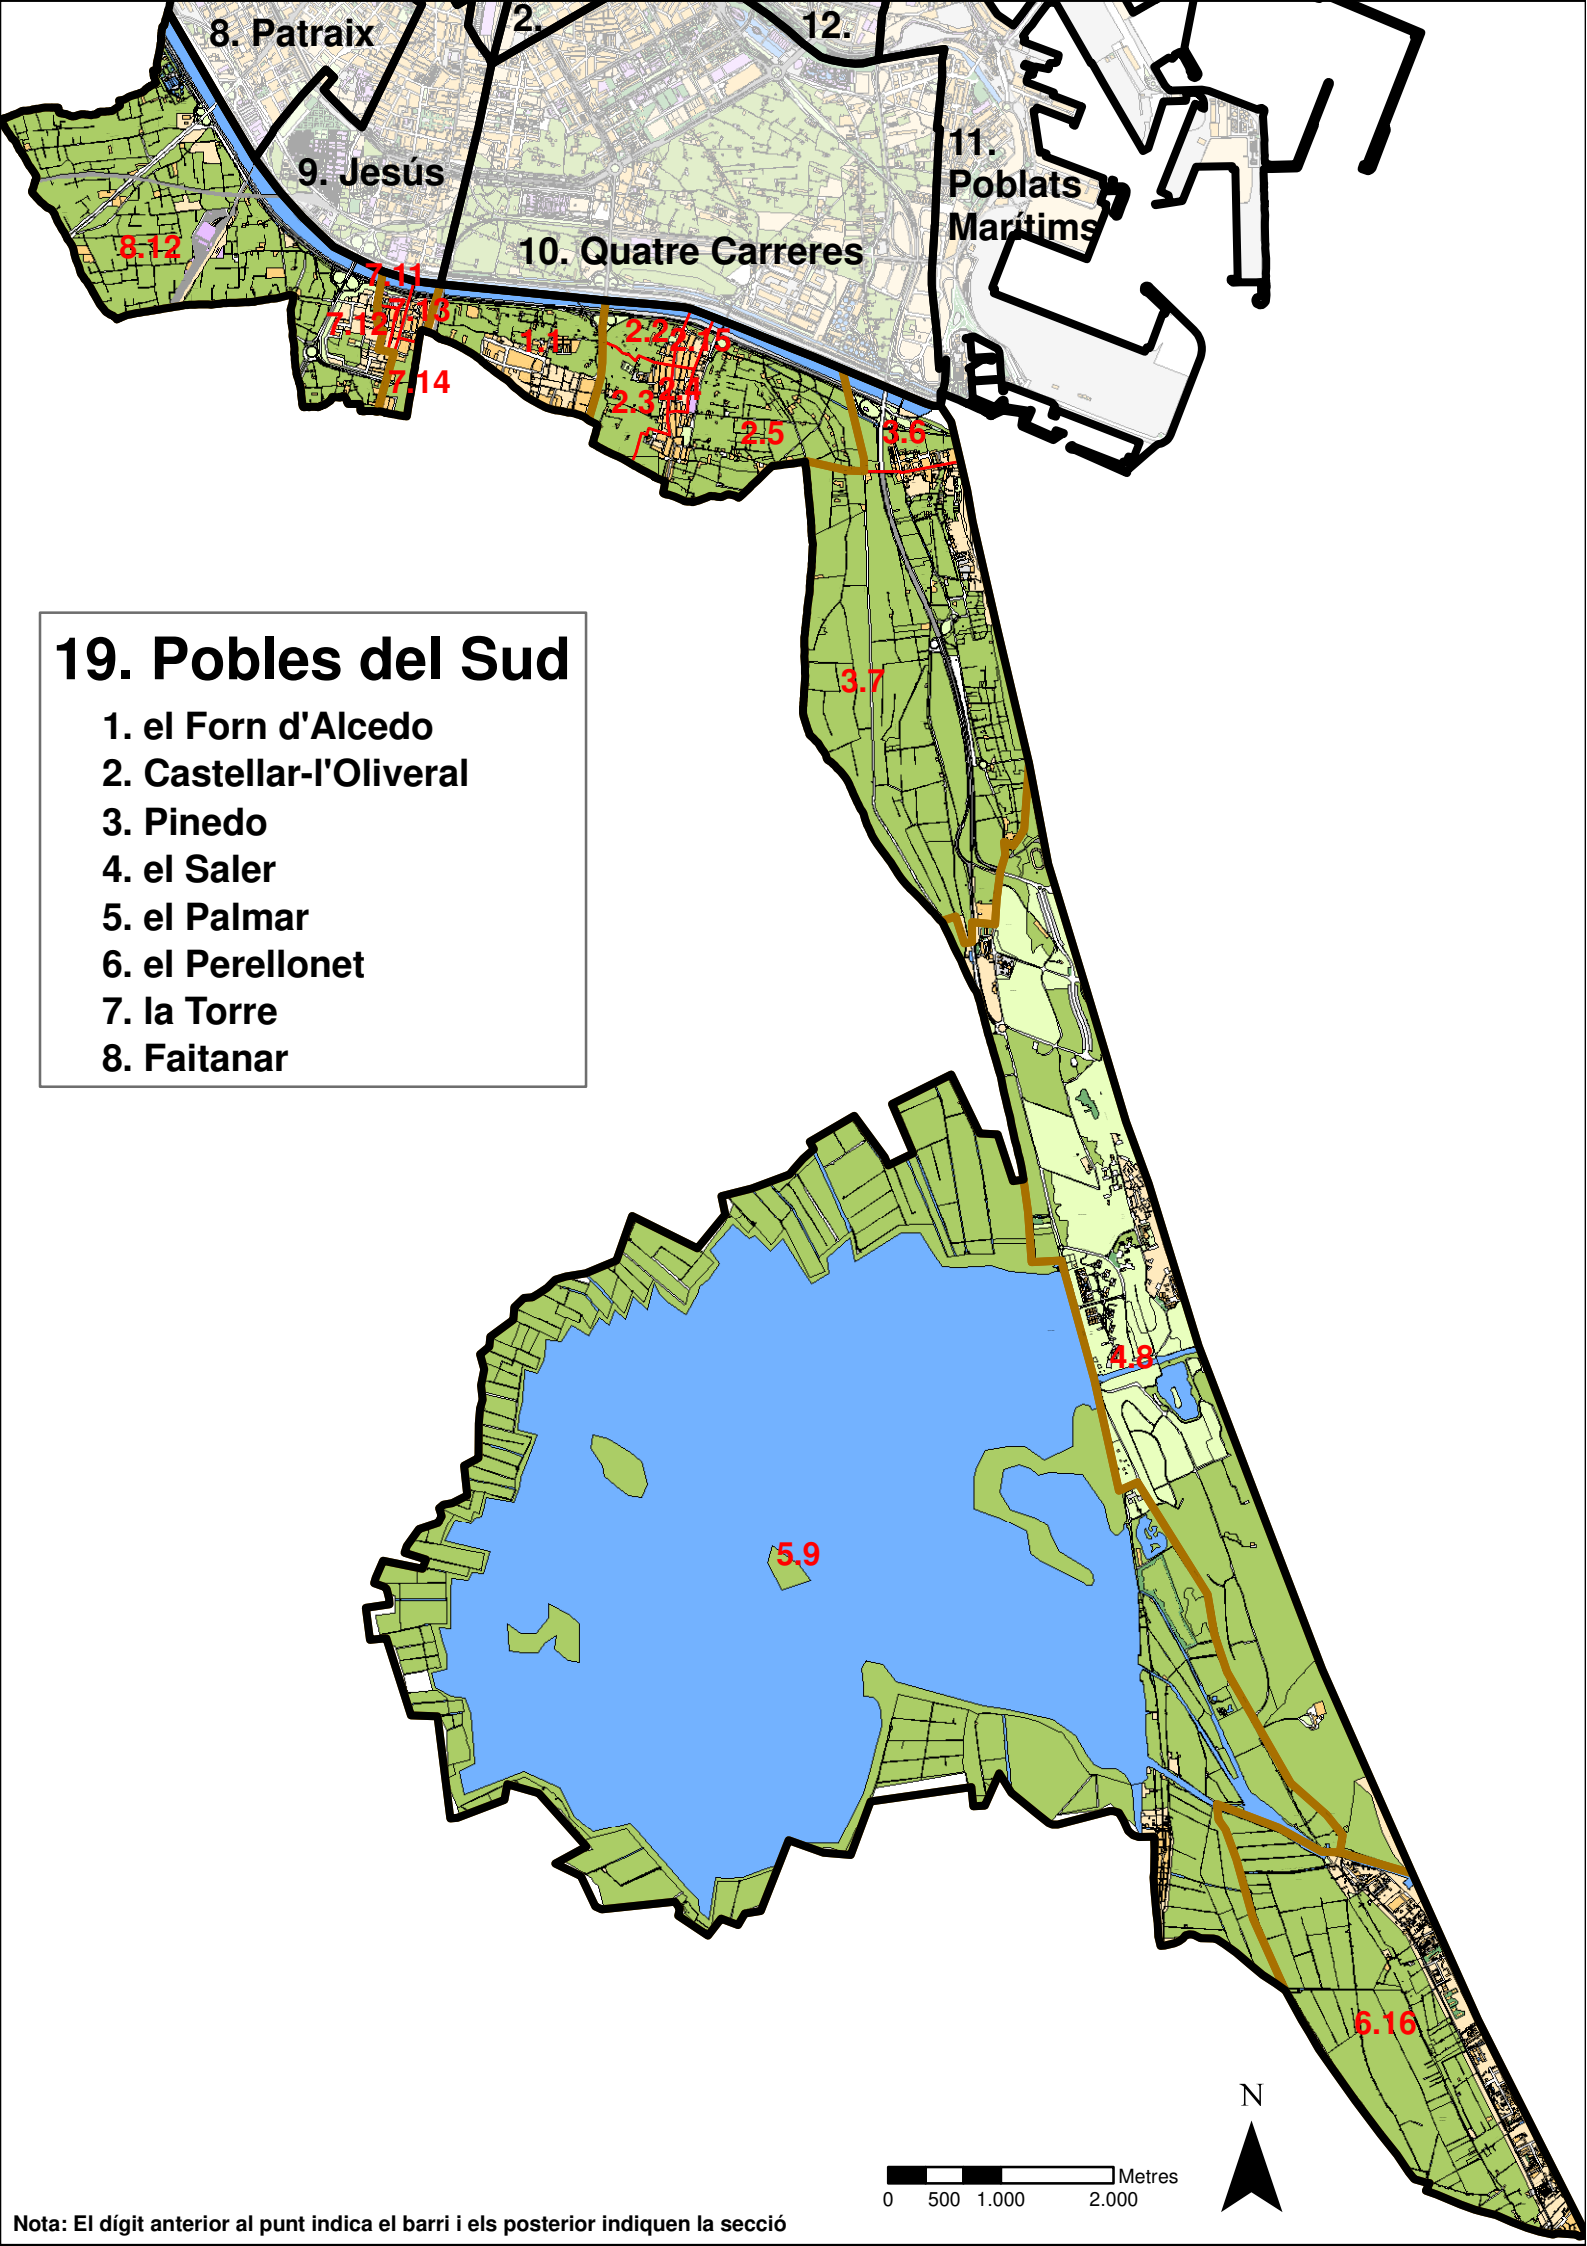 8. Patraix
2.
12.
9. Jesús
10. Quatre Carreres
11.
Poblats
Marítims
8.12
7.11
7.12
7.13
7.14
1.1
2.2
2.15
2.3
2.4
2.5
3.6
3.7
19. Pobles del Sud
1. el Forn d'Alcedo
2. Castellar-l'Oliveral
3. Pinedo
4. el Saler
5. el Palmar
6. el Perellonet
7. la Torre
8. Faitanar
4.8
5.9
6.16
N
Metres
0 500 1.000 2.000
Nota: El dígit anterior al punt indica el barri i els posterior indiquen la secció